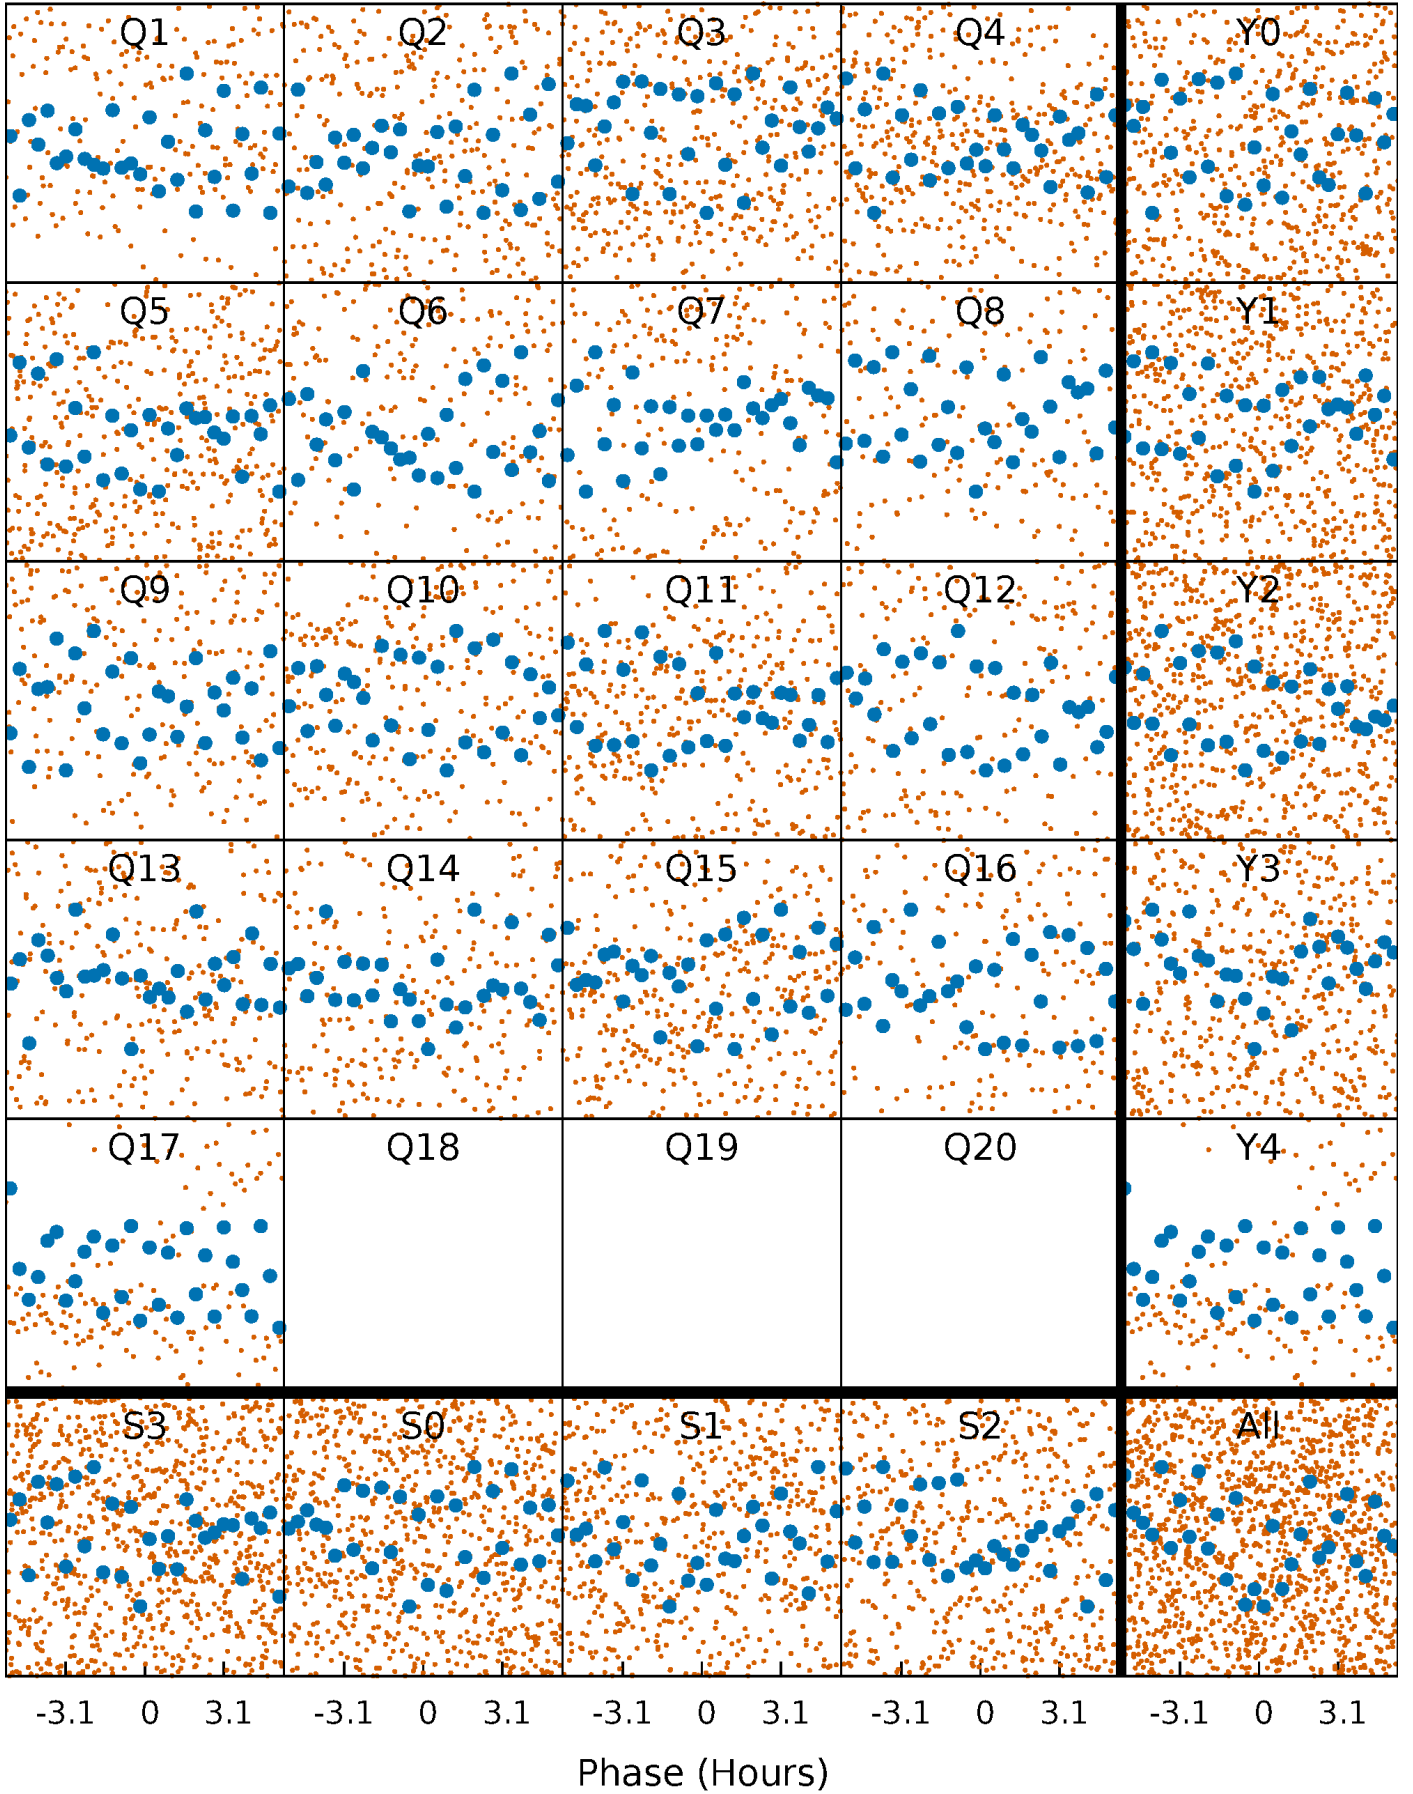 Q1 Q2 Q3 Q4 Y0
Q5 Q6 Q7 Q8 Y1
Q9 Q10 Q11 Q12 Y2
Q13 Q14 Q15 Q16 Y3
Q17 Q18 Q19 Q20 Y4
S3 S0 S1 S2 All
-3.1 0 3.1 -3.1 0 3.1 -3.1 0 3.1 -3.1 0 3.1 -3.1 0 3.1
Phase (Hours)